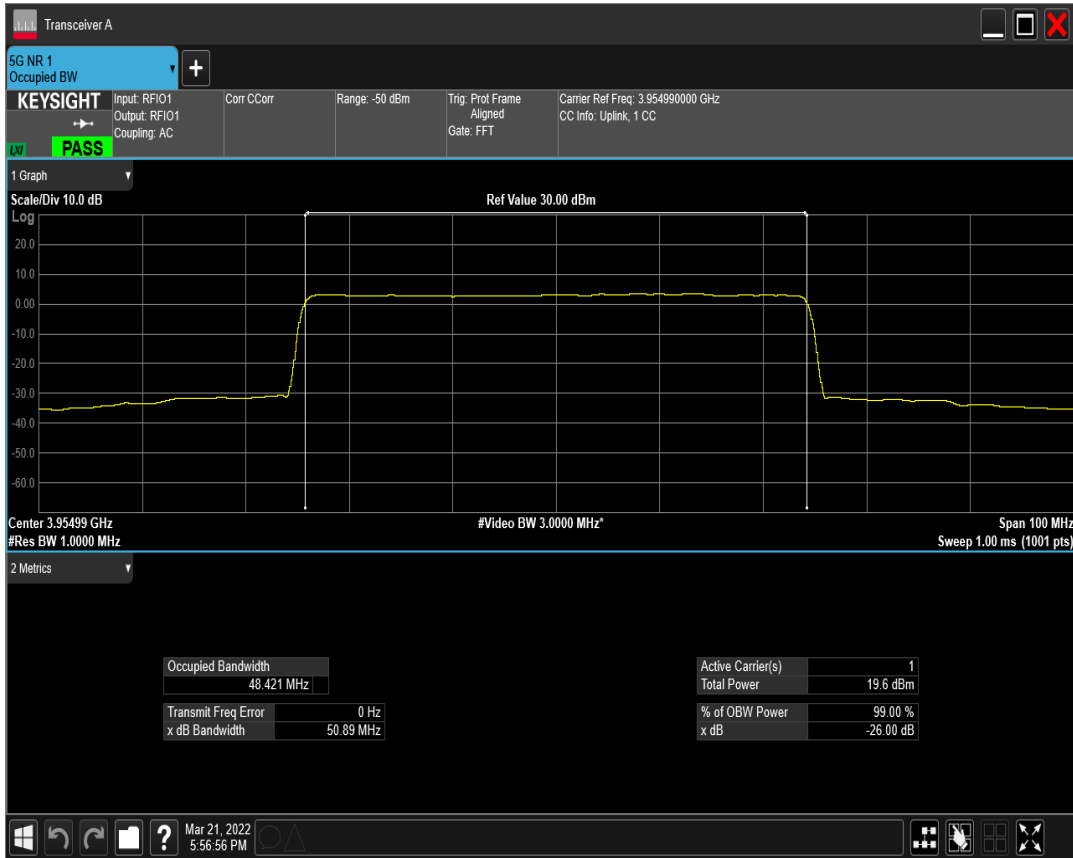 Transceiver A
5G NR 1
Occupied BW
+
KEYSIGHT
LXI
PASS
Input: RFIO1
Output: RFIO1
Coupling: AC
Corr CCorr
Range: -50 dBm
Trig: Prot Frame
Aligned
Gate: FFT
Carrier Ref Freq: 3.954990000 GHz
CC Info: Uplink, 1 CC
1 Graph
Scale/Div 10.0 dB
Ref Value 30.00 dBm
Log
20.0
10.0
0.00
-10.0
-20.0
-30.0
-40.0
-50.0
-60.0
Center 3.95499 GHz
#Video BW 3.0000 MHz*
Span 100 MHz
#Res BW 1.0000 MHz
Sweep 1.00 ms (1001 pts)
2 Metrics
Occupied Bandwidth
48.421 MHz
Transmit Freq Error 0 Hz
x dB Bandwidth 50.89 MHz
Active Carrier(s) 1
Total Power 19.6 dBm
% of OBW Power 99.00 %
x dB -26.00 dB
?
Mar 21, 2022
5:56:56 PM